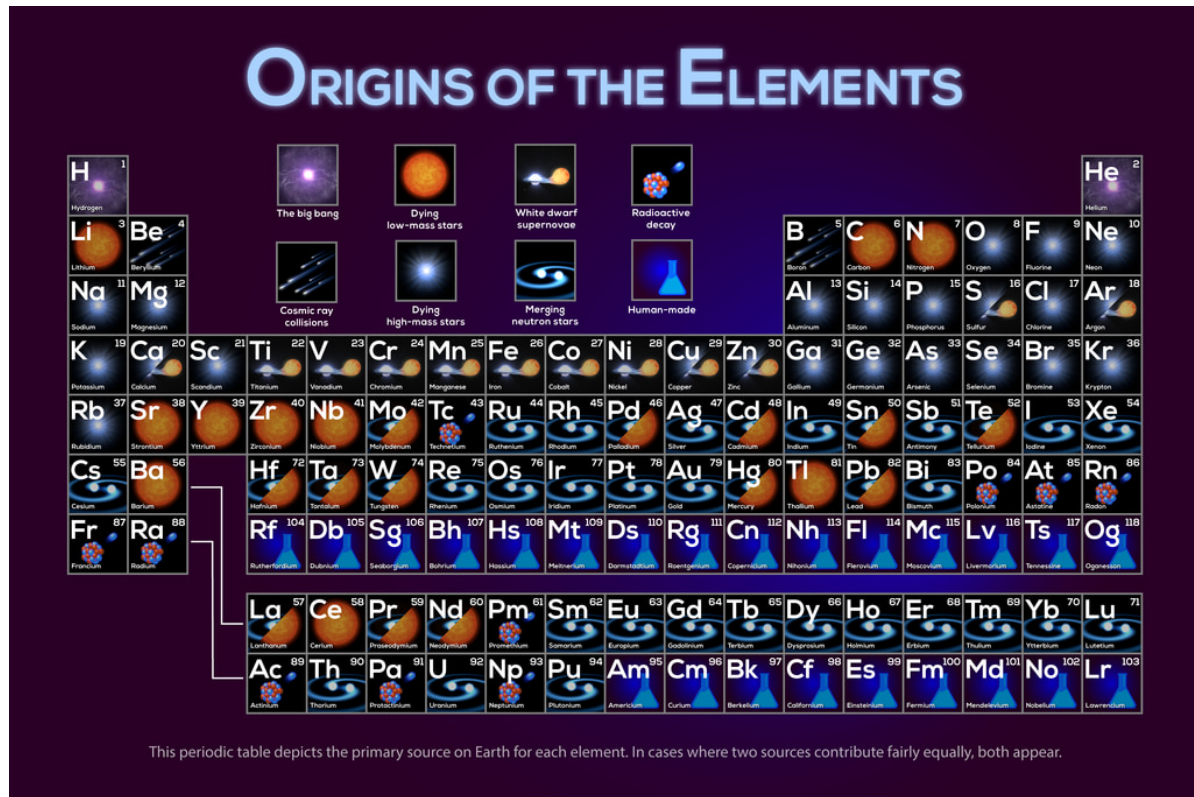 ORIGINS OF THE ELEMENTS
The big bang
Dying
low-mass stars
White dwarf
supernovae
Radioactive
decay
Cosmic ray
collisions
Dying
high-mass stars
Merging
neutron stars
Human-made
H 1 Hydrogen
He 2 Helium
Li 3 Lithium
Be 4 Beryllium
B 5 Boron
C 6 Carbon
N 7 Nitrogen
O 8 Oxygen
F 9 Fluorine
Ne 10 Neon
Na 11 Sodium
Mg 12 Magnesium
Al 13 Aluminum
Si 14 Silicon
P 15 Phosphorus
S 16 Sulfur
Cl 17 Chlorine
Ar 18 Argon
K 19 Potassium
Ca 20 Calcium
Sc 21 Scandium
Ti 22 Titanium
V 23 Vanadium
Cr 24 Chromium
Mn 25 Manganese
Fe 26 Iron
Co 27 Cobalt
Ni 28 Nickel
Cu 29 Copper
Zn 30 Zinc
Ga 31 Gallium
Ge 32 Germanium
As 33 Arsenic
Se 34 Selenium
Br 35 Bromine
Kr 36 Krypton
Rb 37 Rubidium
Sr 38 Strontium
Y 39 Yttrium
Zr 40 Zirconium
Nb 41 Niobium
Mo 42 Molybdenum
Tc 43 Technetium
Ru 44 Ruthenium
Rh 45 Rhodium
Pd 46 Palladium
Ag 47 Silver
Cd 48 Cadmium
In 49 Indium
Sn 50 Tin
Sb 51 Antimony
Te 52 Tellurium
I 53 Iodine
Xe 54 Xenon
Cs 55 Cesium
Ba 56 Barium
Hf 72 Hafnium
Ta 73 Tantalum
W 74 Tungsten
Re 75 Rhenium
Os 76 Osmium
Ir 77 Iridium
Pt 78 Platinum
Au 79 Gold
Hg 80 Mercury
Tl 81 Thallium
Pb 82 Lead
Bi 83 Bismuth
Po 84 Polonium
At 85 Astatine
Rn 86 Radon
Fr 87 Francium
Ra 88 Radium
Rf 104 Rutherfordium
Db 105 Dubnium
Sg 106 Seaborgium
Bh 107 Bohrium
Hs 108 Hassium
Mt 109 Meitnerium
Ds 110 Darmstadtium
Rg 111 Roentgenium
Cn 112 Copernicium
Nh 113 Nihonium
Fl 114 Flerovium
Mc 115 Moscovium
Lv 116 Livermorium
Ts 117 Tennessine
Og 118 Oganesson
La 57 Lanthanum
Ce 58 Cerium
Pr 59 Praseodymium
Nd 60 Neodymium
Pm 61 Promethium
Sm 62 Samarium
Eu 63 Europium
Gd 64 Gadolinium
Tb 65 Terbium
Dy 66 Dysprosium
Ho 67 Holmium
Er 68 Erbium
Tm 69 Thulium
Yb 70 Ytterbium
Lu 71 Lutetium
Ac 89 Actinium
Th 90 Thorium
Pa 91 Protactinium
U 92 Uranium
Np 93 Neptunium
Pu 94 Plutonium
Am 95 Americium
Cm 96 Curium
Bk 97 Berkelium
Cf 98 Californium
Es 99 Einsteinium
Fm 100 Fermium
Md 101 Mendelevium
No 102 Nobelium
Lr 103 Lawrencium
This periodic table depicts the primary source on Earth for each element. In cases where two sources contribute fairly equally, both appear.